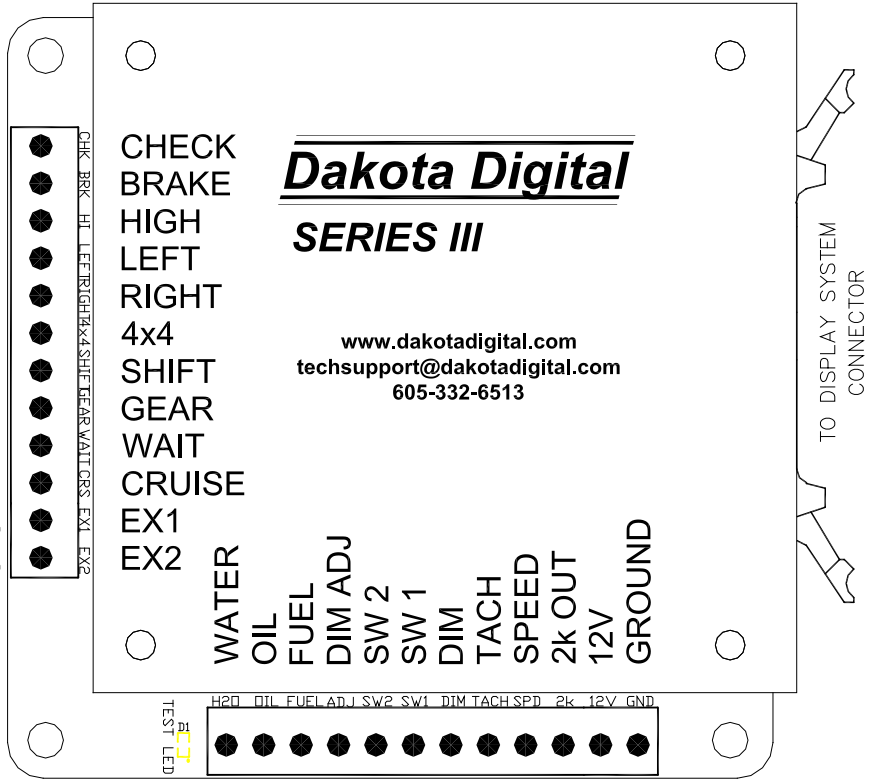 Dakota Digital
SERIES III
www.dakotadigital.com
techsupport@dakotadigital.com
605-332-6513
CHK
BRK
HI
LEFT
RIGHT
4x4
SHIFT
GEAR
WAIT
CRS
EX1
EX2
CHECK
BRAKE
HIGH
LEFT
RIGHT
4x4
SHIFT
GEAR
WAIT
CRUISE
EX1
EX2
WATER
OIL
FUEL
DIM ADJ
SW 2
SW 1
DIM
TACH
SPEED
2k OUT
12V
GROUND
H2O OIL FUEL ADJ SW2 SW1 DIM TACH SPD 2k 12V GND
TEST LED
D1
TO DISPLAY SYSTEM
CONNECTOR